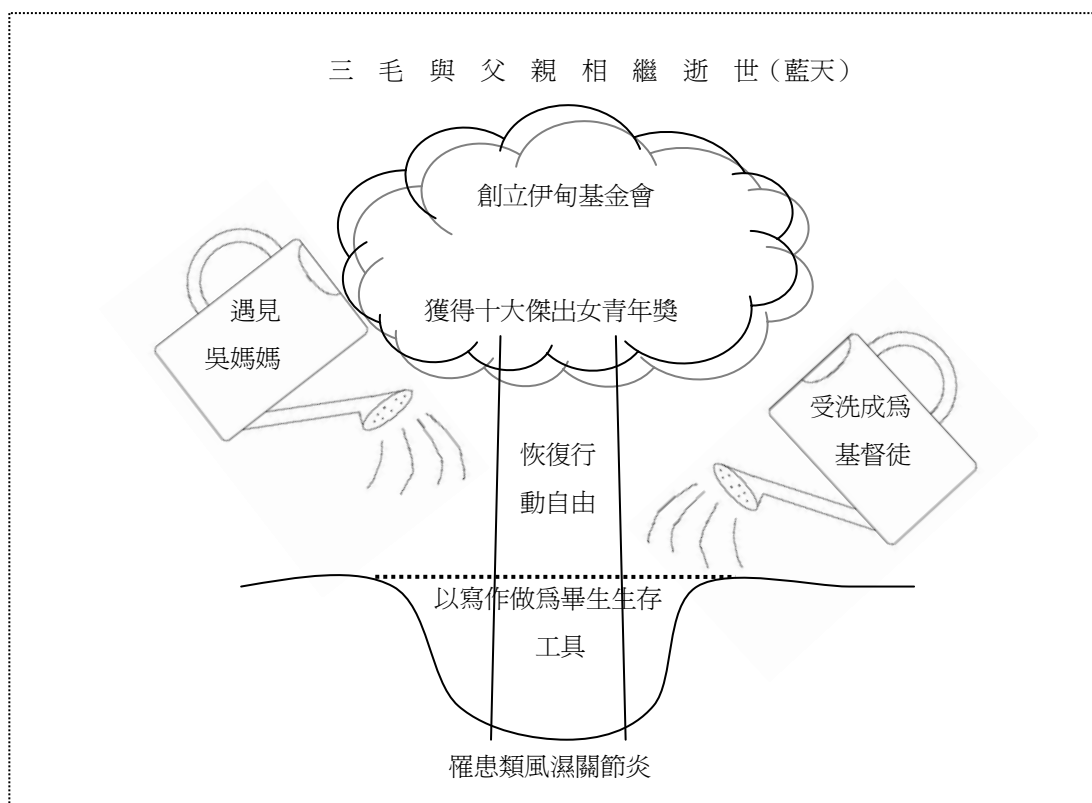 三毛與父親相繼逝世（藍天）
創立伊甸基金會
獲得十大傑出女青年獎
遇見
吳媽媽
受洗成為
基督徒
恢復行
動自由
以寫作做為畢生生存
工具
罹患類風濕關節炎